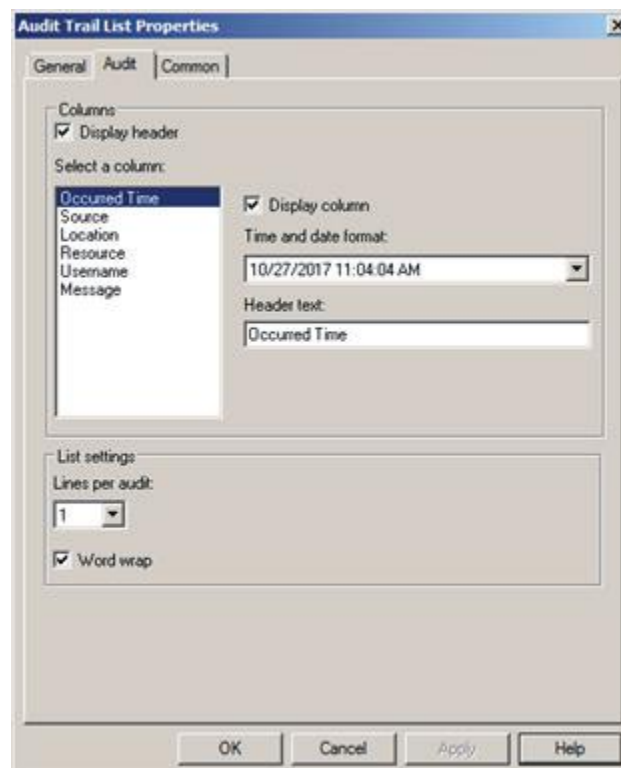 Audit Trail List Properties
General Audit Common
Columns
Display header
Select a column:
Occurred Time
Source
Location
Resource
Username
Message
Display column
Time and date format:
10/27/2017 11:04:04 AM
Header text:
Occurred Time
List settings
Lines per audit:
1
Word wrap
OK Cancel Apply Help